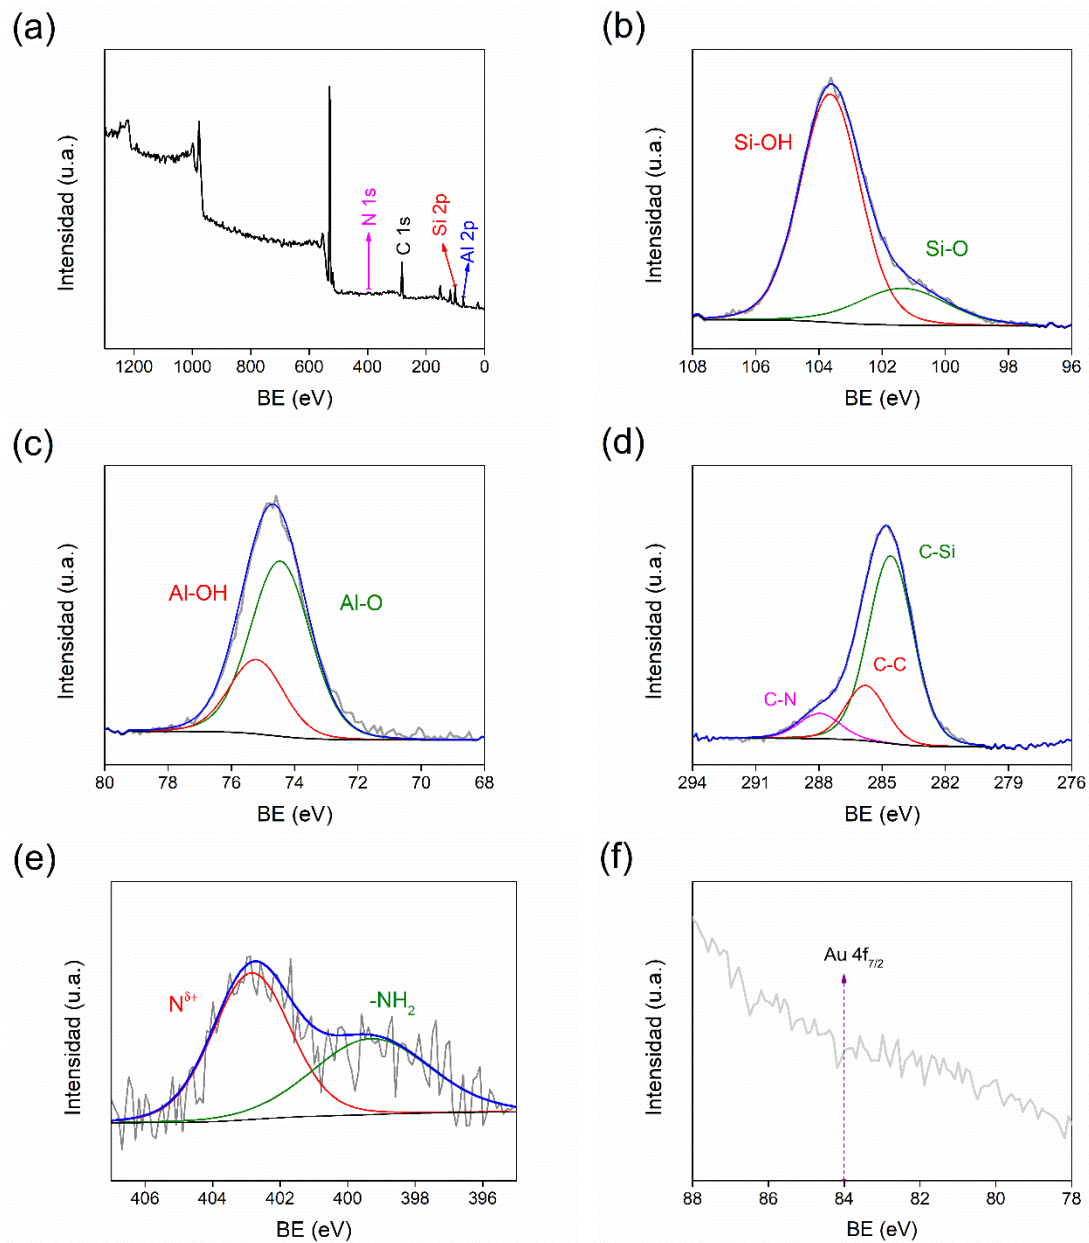 (a)
Intensidad (u.a.)
N 1s
C 1s
Si 2p
Al 2p
1200 1000 800 600 400 200 0
BE (eV)
(b)
Intensidad (u.a.)
Si-OH
Si-O
108 106 104 102 100 98 96
BE (eV)
(c)
Intensidad (u.a.)
Al-OH
Al-O
80 78 76 74 72 70 68
BE (eV)
(d)
Intensidad (u.a.)
C-Si
C-C
C-N
294 291 288 285 282 279 276
BE (eV)
(e)
Intensidad (u.a.)
N^δ+
-NH₂
406 404 402 400 398 396
BE (eV)
(f)
Intensidad (u.a.)
Au 4f₇/₂
88 86 84 82 80 78
BE (eV)